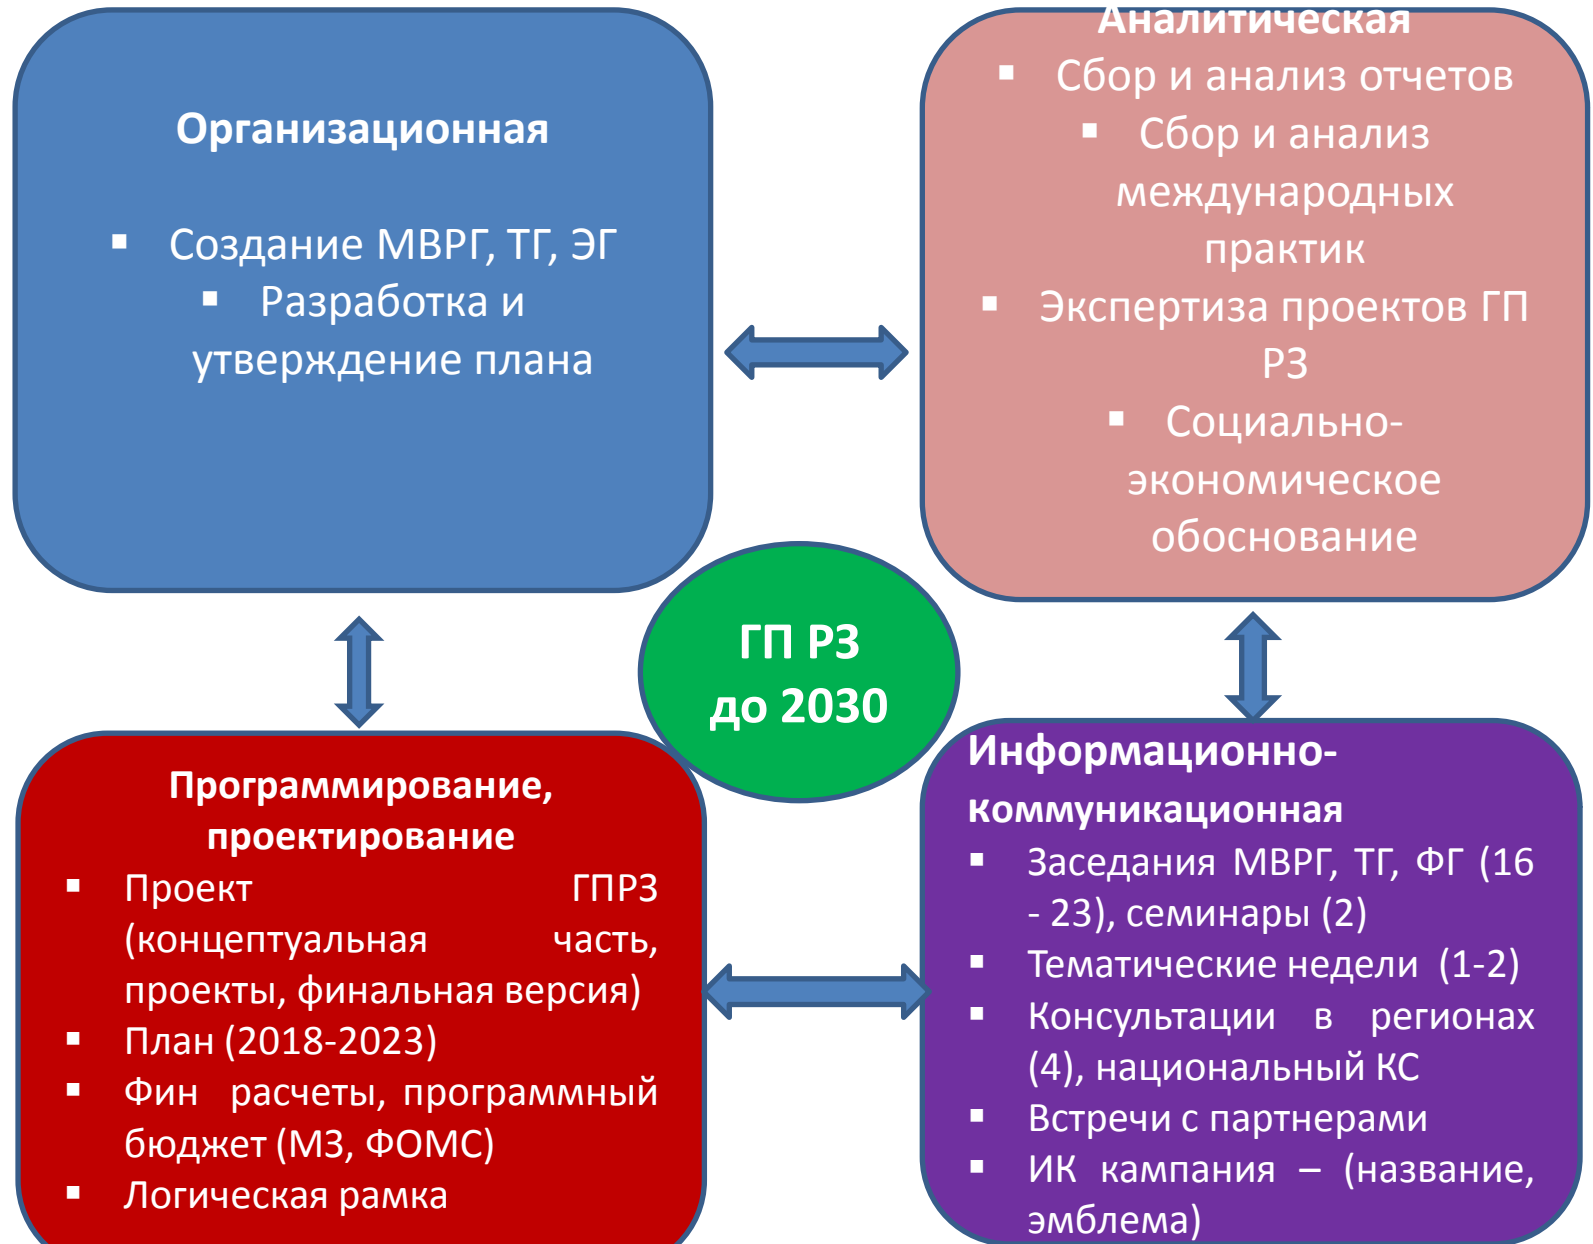 Организационная
▪ Создание МВРГ, ТГ, ЭГ
▪ Разработка и
утверждение плана
Аналитическая
▪ Сбор и анализ отчетов
▪ Сбор и анализ
международных
практик
▪ Экспертиза проектов ГП
РЗ
▪ Социально-
экономическое
обоснование
ГП РЗ
до 2030
Программирование,
проектирование
▪ Проект ГПРЗ
(концептуальная часть,
проекты, финальная версия)
▪ План (2018-2023)
▪ Фин расчеты, программный
бюджет (МЗ, ФОМС)
▪ Логическая рамка
Информационно-
коммуникационная
▪ Заседания МВРГ, ТГ, ФГ (16
- 23), семинары (2)
▪ Тематические недели (1-2)
▪ Консультации в регионах
(4), национальный КС
▪ Встречи с партнерами
▪ ИК кампания – (название,
эмблема)